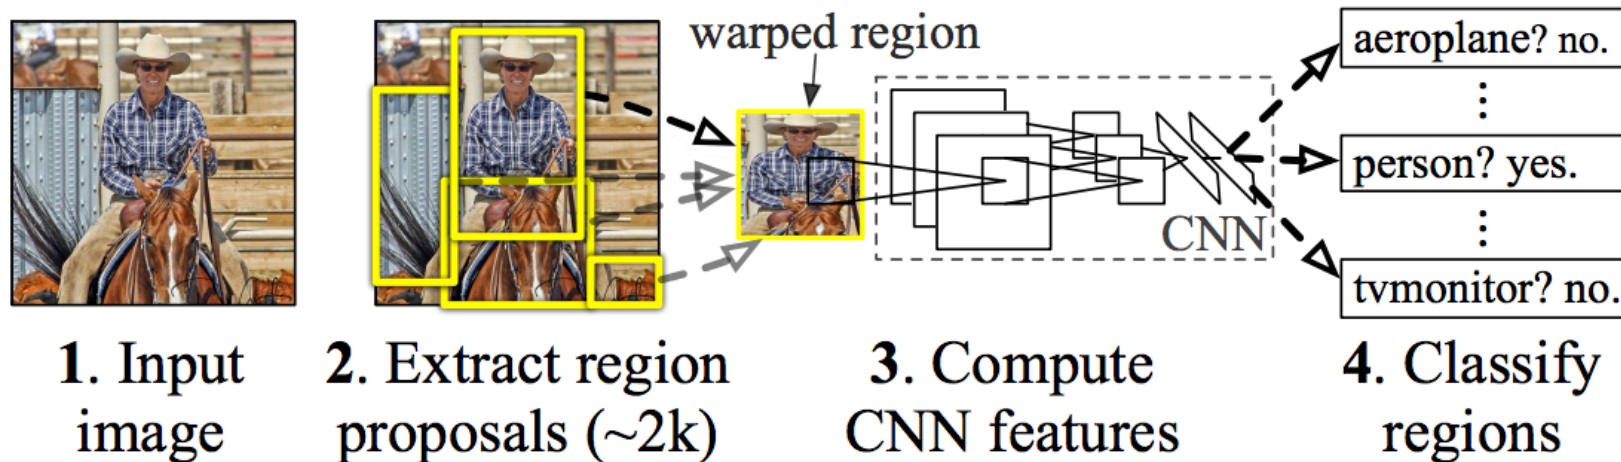 warped region
aeroplane? no.
person? yes.
CNN
tvmonitor? no.
1. Input
image
2. Extract region
proposals (~2k)
3. Compute
CNN features
4. Classify
regions